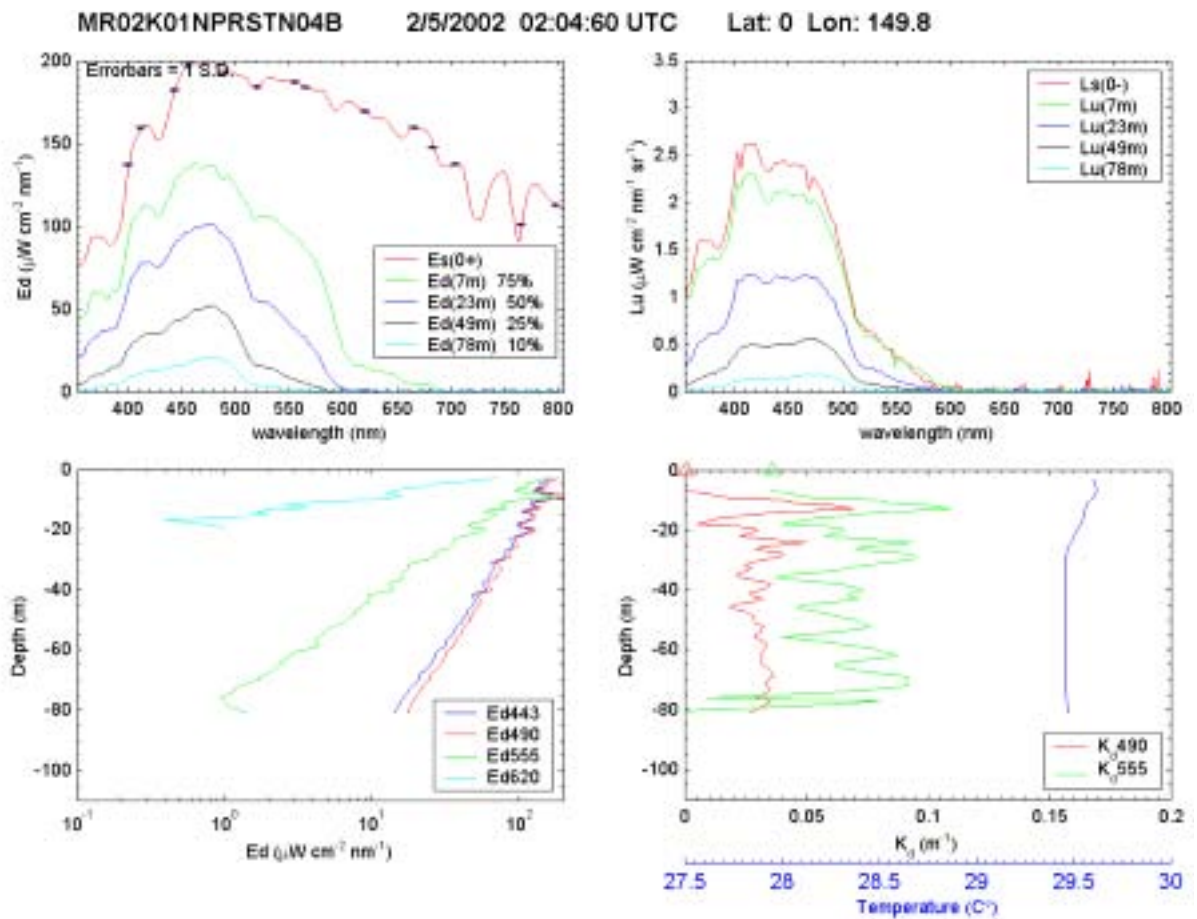 MR02K01NPRSTN04B 2/5/2002 02:04:60 UTC Lat: 0 Lon: 149.8
Errorbars = 1 S.D.
200
150
100
50
0
Ed (μW cm⁻² nm⁻¹)
Es(0+)
Ed(7m) 75%
Ed(23m) 50%
Ed(49m) 25%
Ed(78m) 10%
400 450 500 550 600 650 700 750 800
wavelength (nm)
3.5
3
2.5
2
1.5
1
0.5
0
Lu (μW cm⁻² nm⁻¹ sr⁻¹)
Ls(0-)
Lu(7m)
Lu(23m)
Lu(49m)
Lu(78m)
400 450 500 550 600 650 700 750 800
wavelength (nm)
0
-20
-40
-60
-80
-100
Depth (m)
Ed443
Ed490
Ed555
Ed620
10⁻¹ 10⁰ 10¹ 10²
Ed (μW cm⁻² nm⁻¹)
0
-20
-40
-60
-80
-100
Depth (m)
K_d490
K_d555
0 0.05 0.1 0.15 0.2
K_d (m⁻¹)
27.5 28 28.5 29 29.5 30
Temperature (C°)